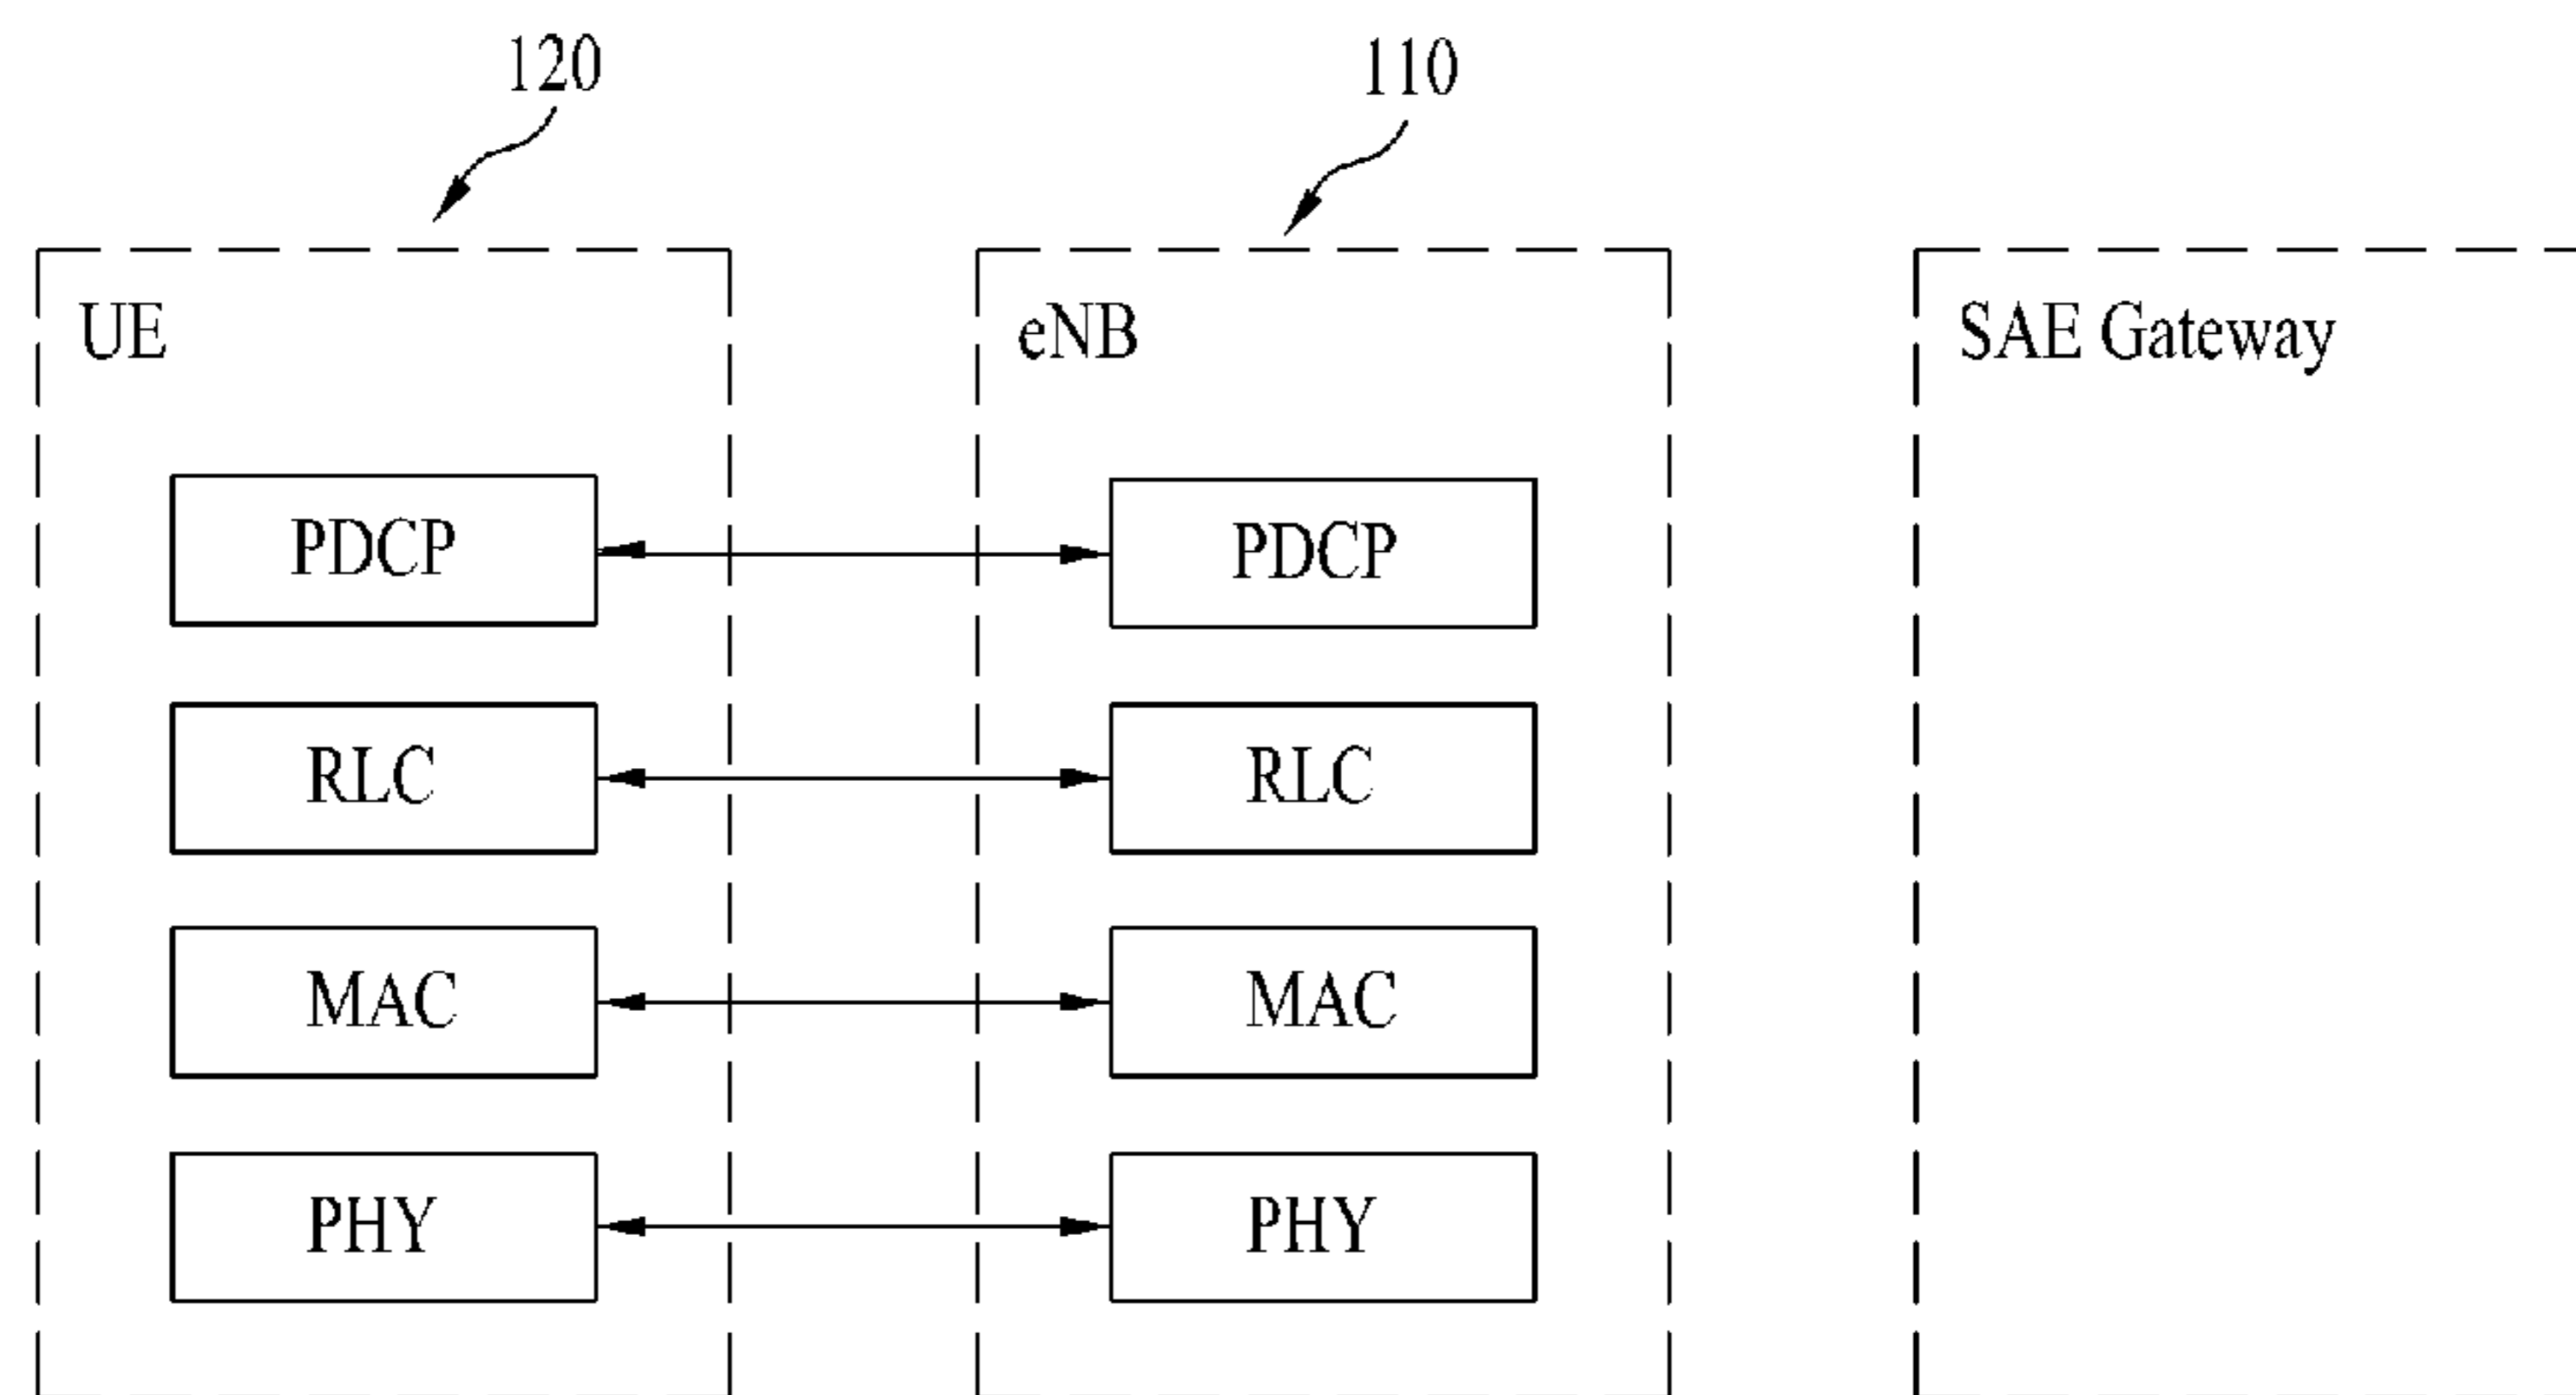 120
110
UE
eNB
SAE Gateway
PDCP
PDCP
RLC
RLC
MAC
MAC
PHY
PHY